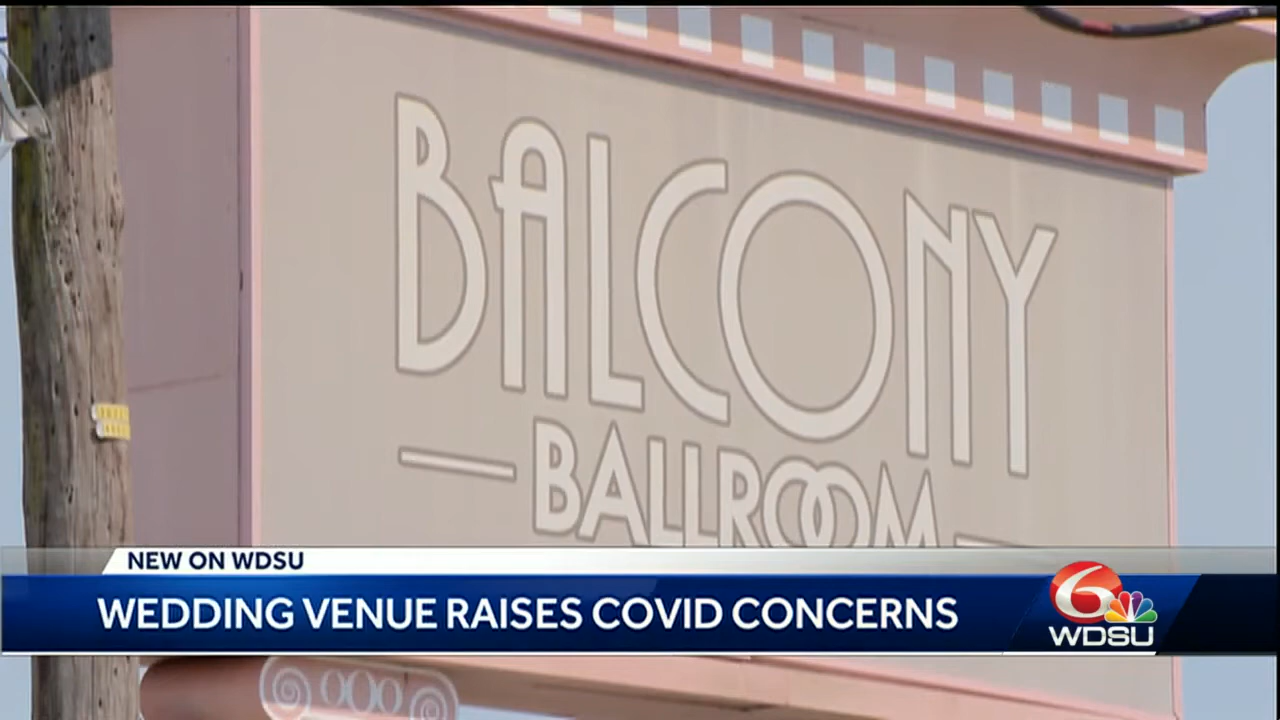 BALCONY
BALLROOM
NEW ON WDSU
WEDDING VENUE RAISES COVID CONCERNS
6
WDSU